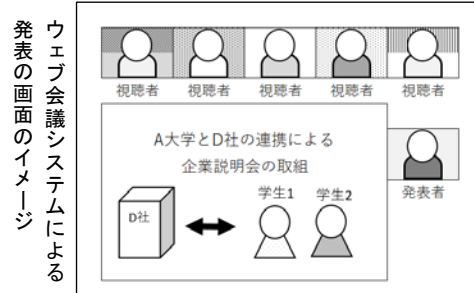 ウェブ会議システムによる
発表の画面のイメージ
視聴者
視聴者
視聴者
視聴者
視聴者
A大学とD社の連携による
企業説明会の取組
学生1
学生2
D社
発表者